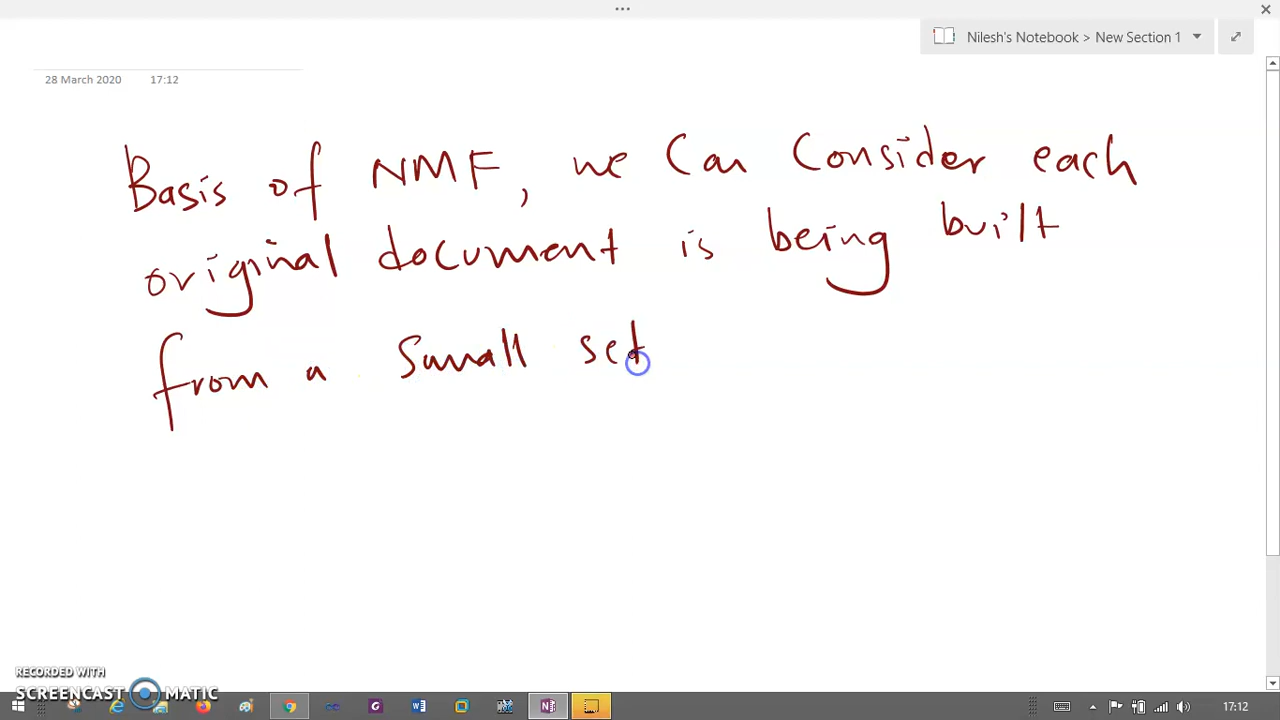 Nilesh's Notebook > New Section 1
28 March 2020 17:12
Basis of NMF, we can consider each
original document is being built
from a small set
RECORDED WITH
SCREENCAST MATIC
17:12